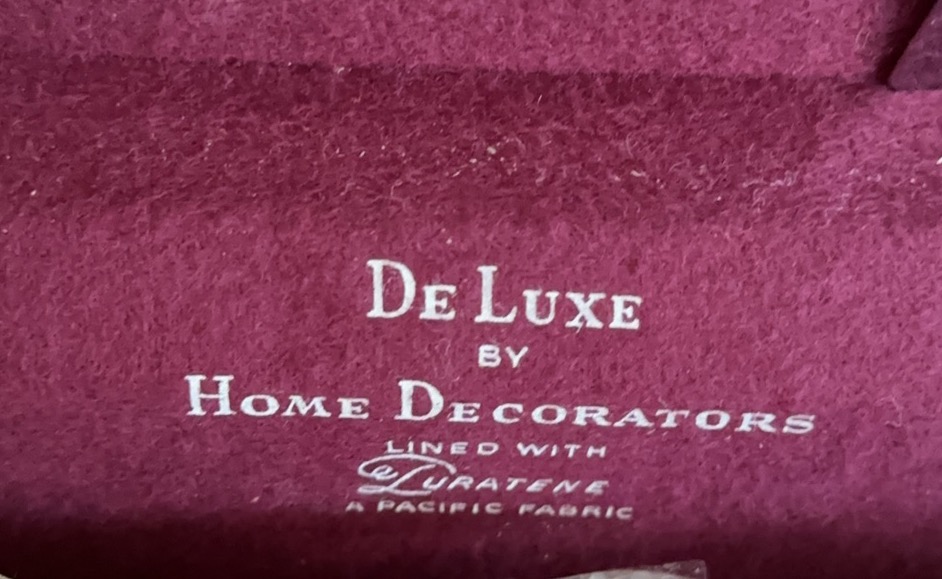 DE LUXE
BY
HOME DECORATORS
LINED WITH
DURATENE
A PACIFIC FABRIC